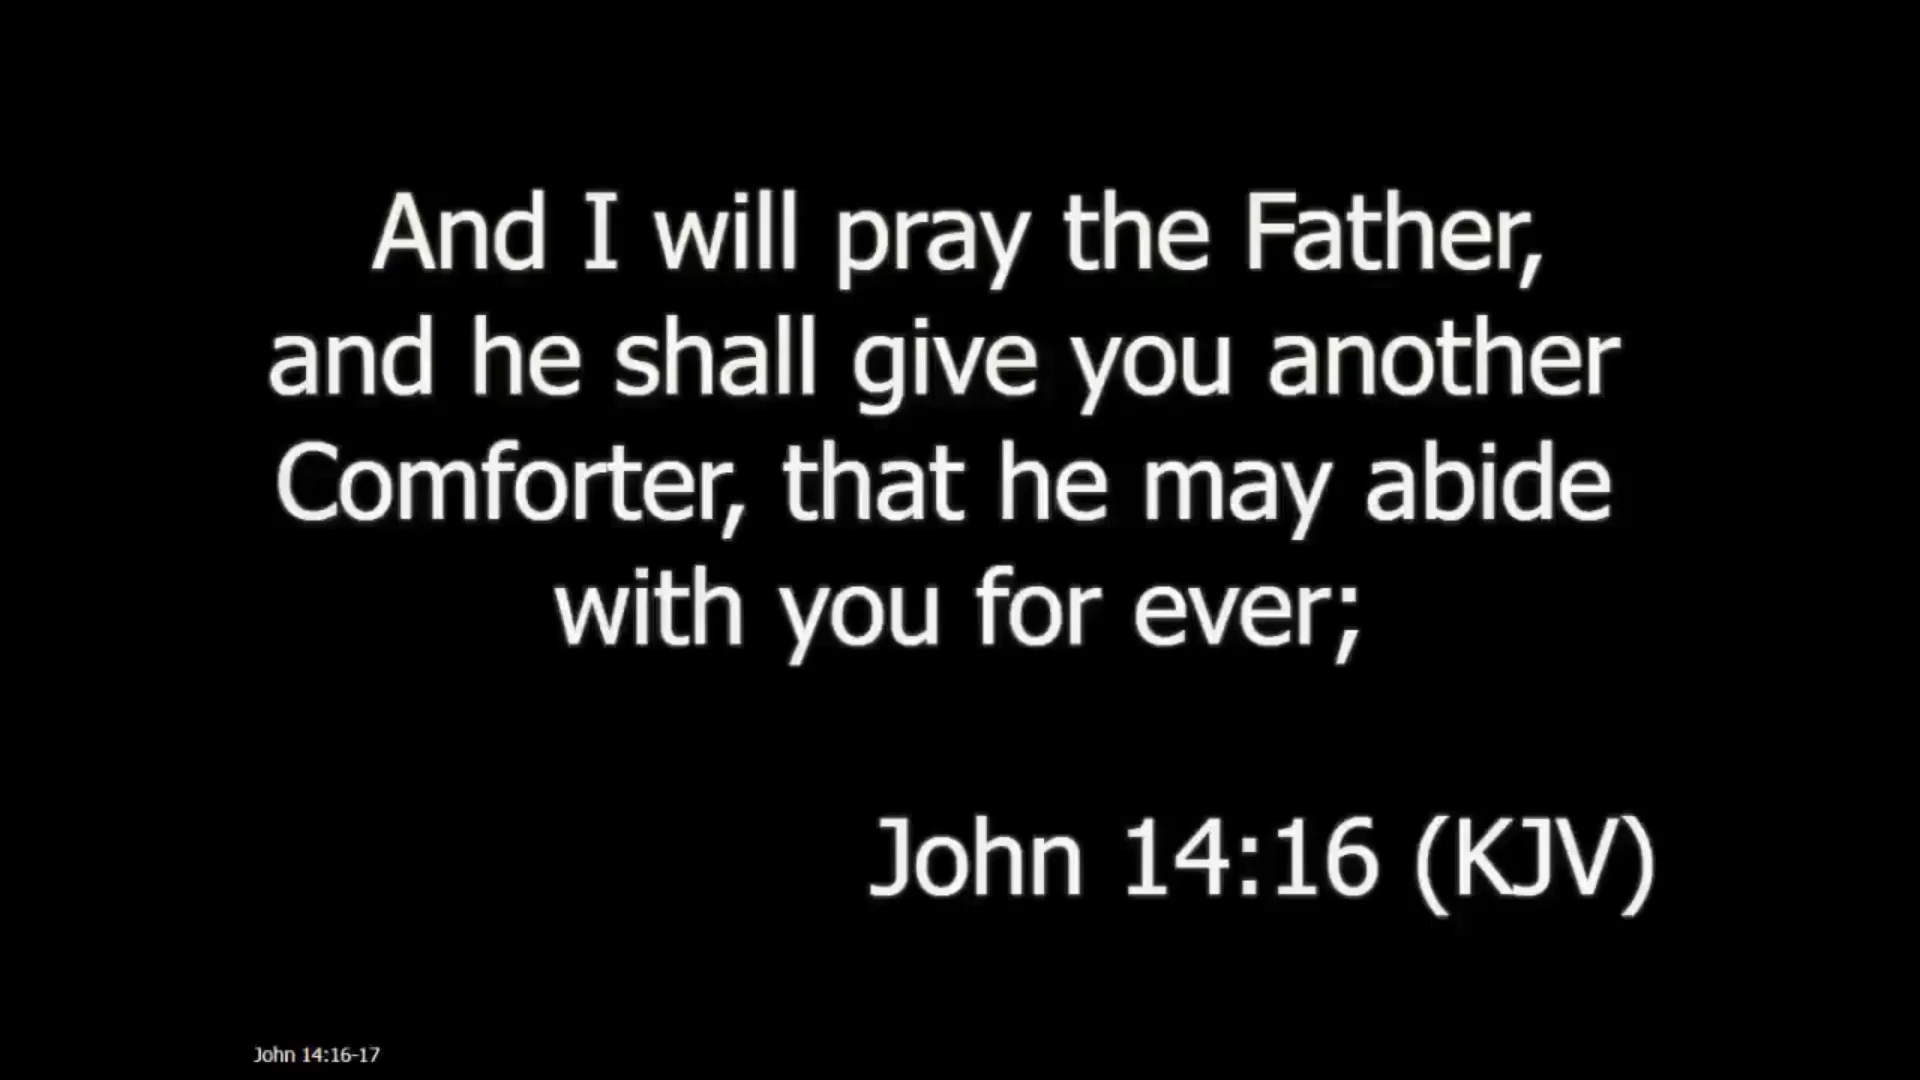 And I will pray the Father,
and he shall give you another
Comforter, that he may abide
with you for ever;
John 14:16 (KJV)
John 14:16-17